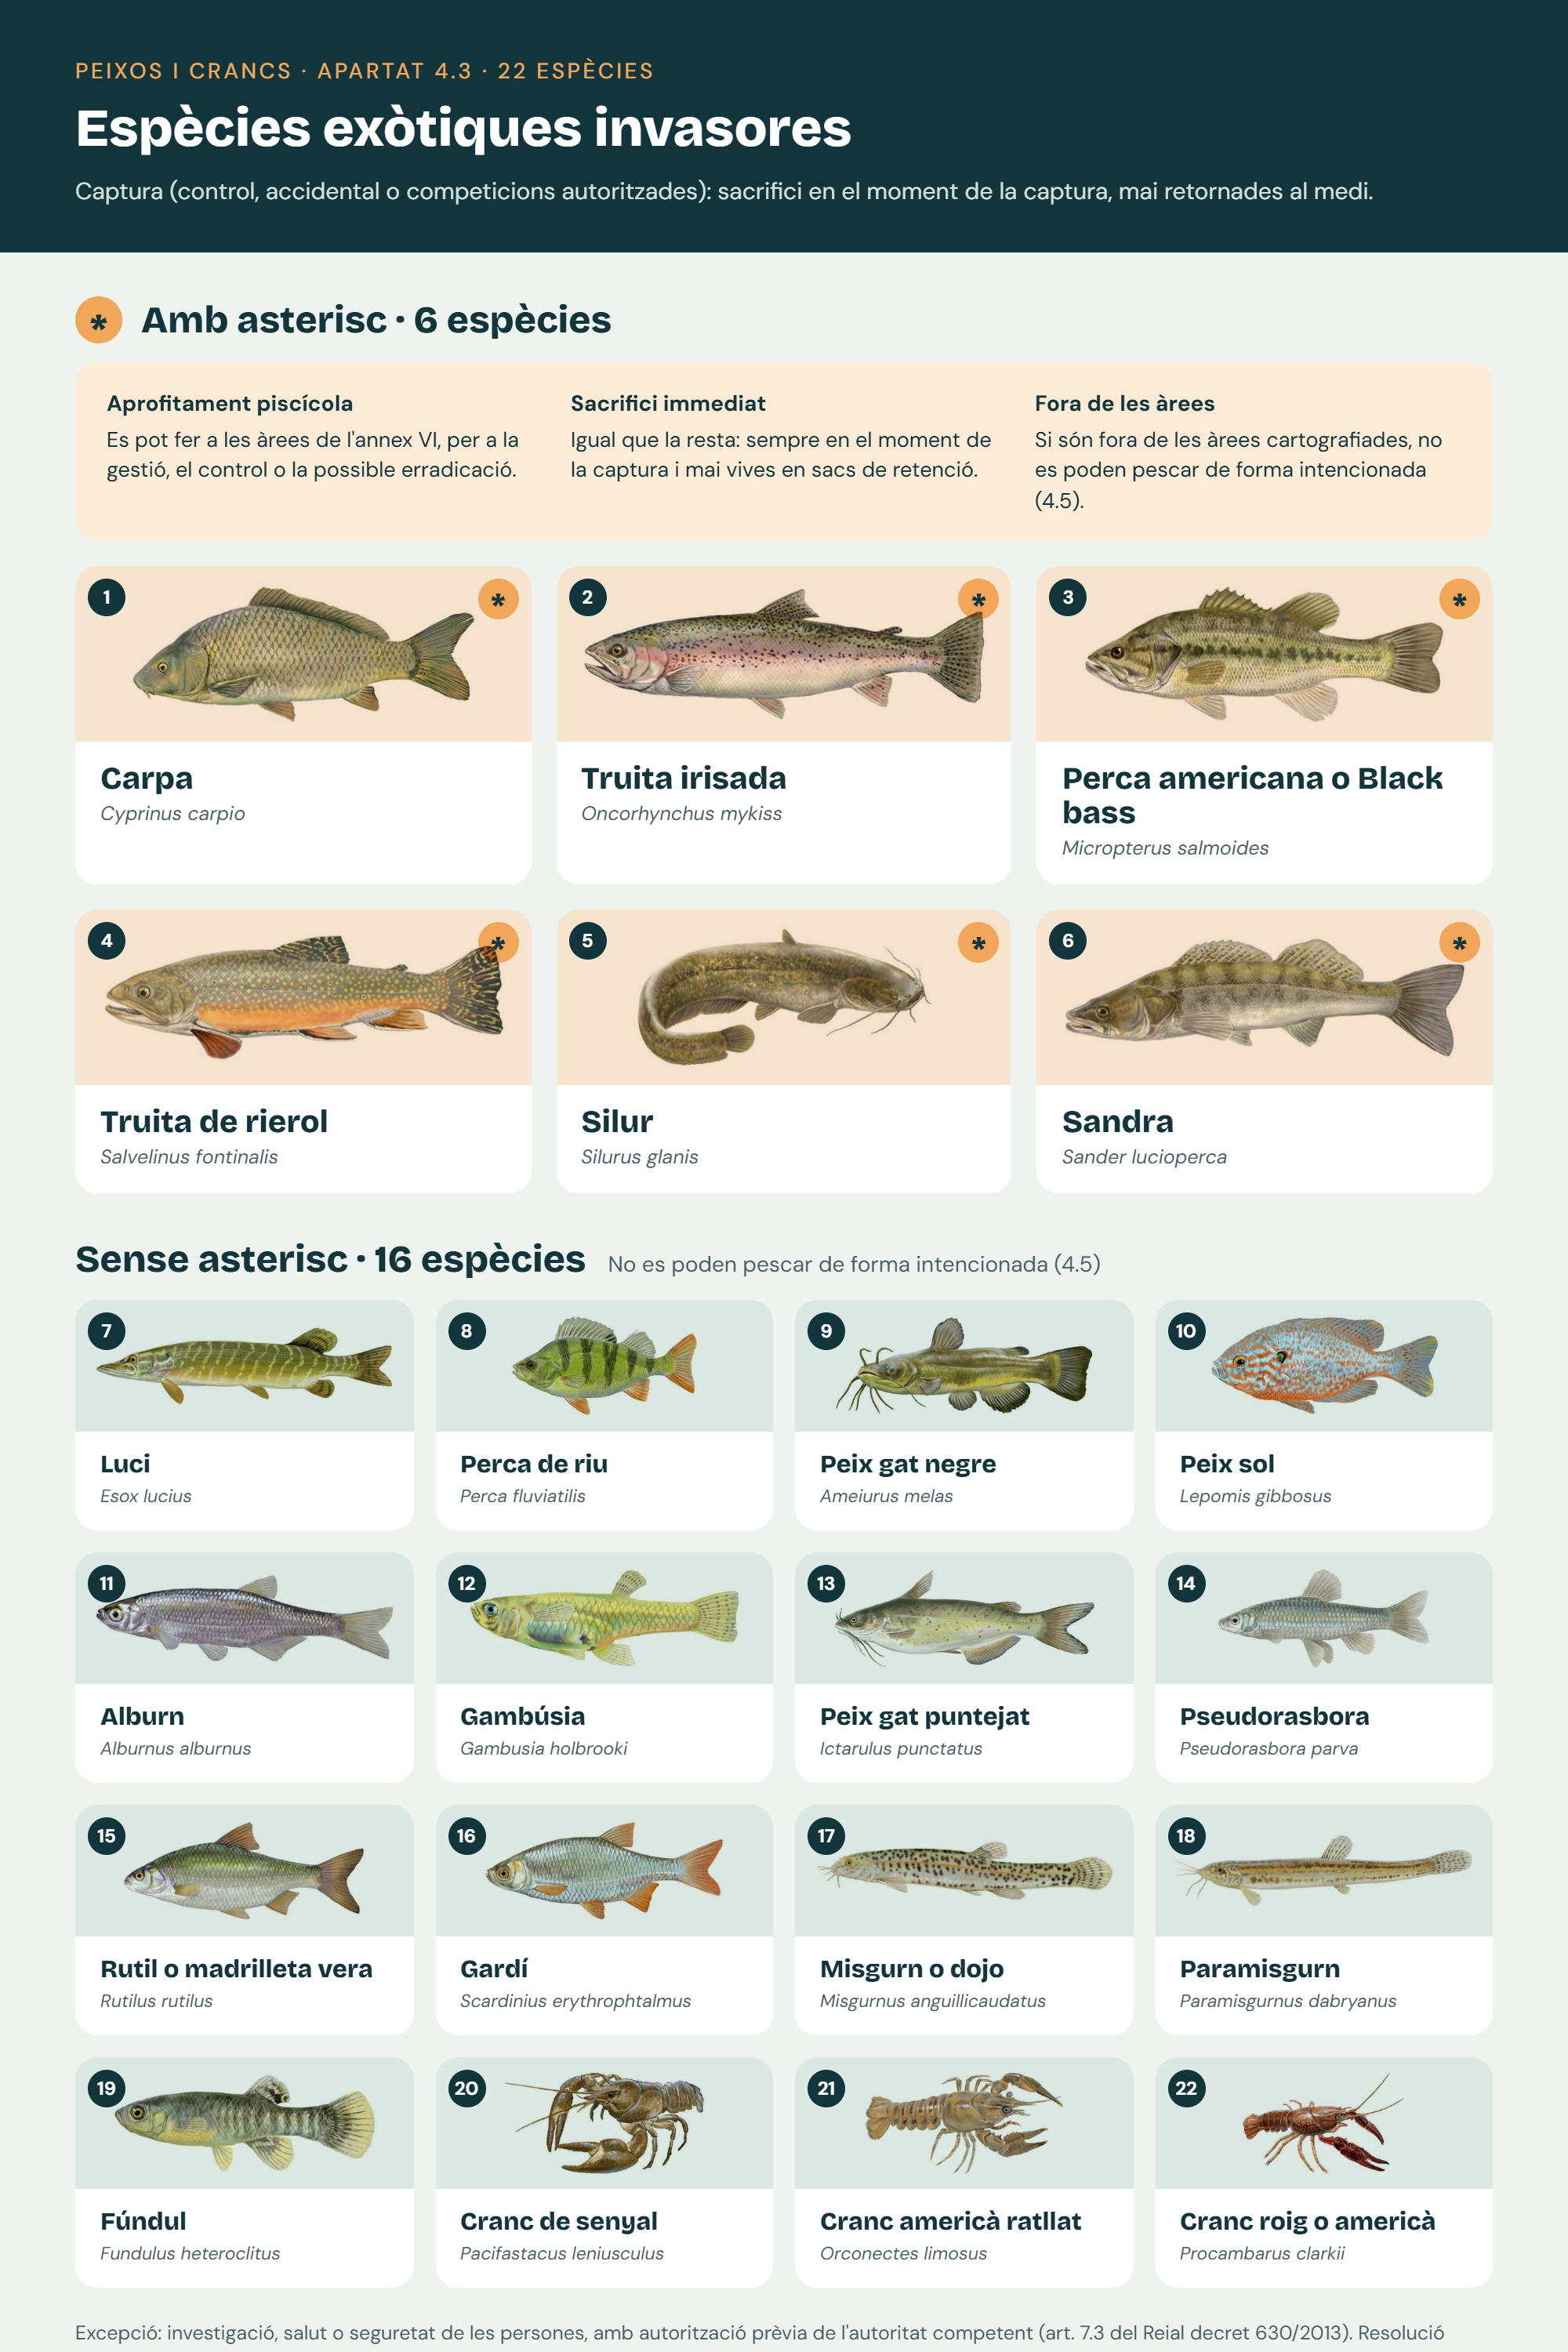 PEIXOS I CRANCS · APARTAT 4.3 · 22 ESPÈCIES
Espècies exòtiques invasores
Captura (control, accidental o competicions autoritzades): sacrifici en el moment de la captura, mai retornades al medi.
* Amb asterisc · 6 espècies
Aprofitament piscícola
Es pot fer a les àrees de l'annex VI, per a la
gestió, el control o la possible erradicació.
Sacrifici immediat
Igual que la resta: sempre en el moment de
la captura i mai vives en sacs de retenció.
Fora de les àrees
Si són fora de les àrees cartografiades, no
es poden pescar de forma intencionada
(4.5).
1 *
Carpa
Cyprinus carpio
2 *
Truita irisada
Oncorhynchus mykiss
3 *
Perca americana o Black
bass
Micropterus salmoides
4 *
Truita de rierol
Salvelinus fontinalis
5 *
Silur
Silurus glanis
6 *
Sandra
Sander lucioperca
Sense asterisc · 16 espècies No es poden pescar de forma intencionada (4.5)
7
Luci
Esox lucius
8
Perca de riu
Perca fluviatilis
9
Peix gat negre
Ameiurus melas
10
Peix sol
Lepomis gibbosus
11
Alburn
Alburnus alburnus
12
Gambúsia
Gambusia holbrooki
13
Peix gat puntejat
Ictarulus punctatus
14
Pseudorasbora
Pseudorasbora parva
15
Rutil o madrilleta vera
Rutilus rutilus
16
Gardí
Scardinius erythrophtalmus
17
Misgurn o dojo
Misgurnus anguillicaudatus
18
Paramisgurn
Paramisgurnus dabryanus
19
Fúndul
Fundulus heteroclitus
20
Cranc de senyal
Pacifastacus leniusculus
21
Cranc americà ratllat
Orconectes limosus
22
Cranc roig o americà
Procambarus clarkii
Excepció: investigació, salut o seguretat de les persones, amb autorització prèvia de l'autoritat competent (art. 7.3 del Reial decret 630/2013). Resolució